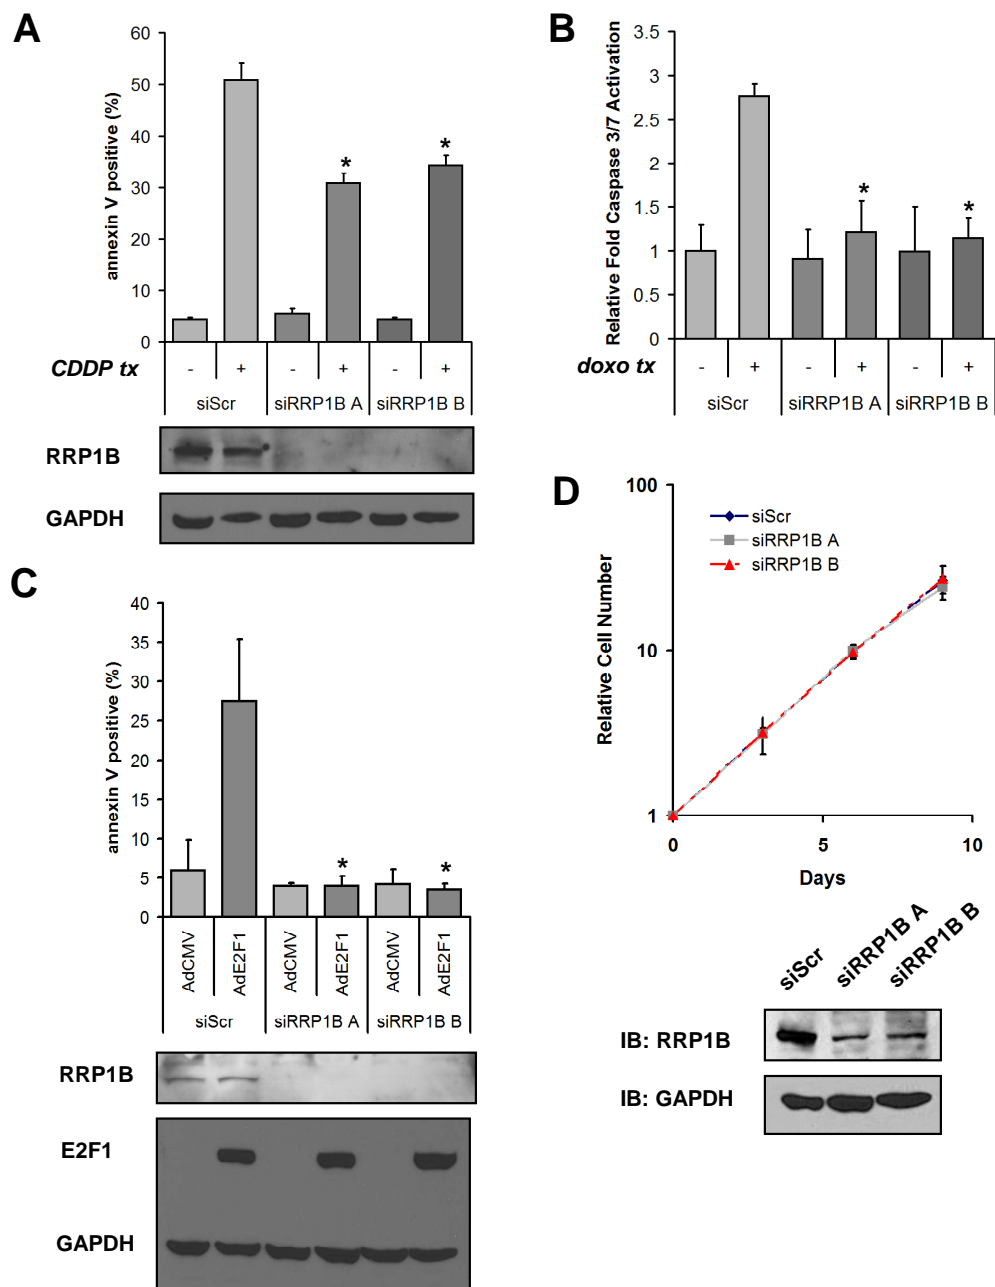 A
annexin V positive (%)
60
50
40
30
20
10
0
*
*
CDDP tx
- + - + - +
siScr siRRP1B A siRRP1B B
RRP1B
GAPDH
B
Relative Fold Caspase 3/7 Activation
3.5
3
2.5
2
1.5
1
0.5
0
*
*
doxo tx
- + - + - +
siScr siRRP1B A siRRP1B B
C
annexin V positive (%)
40
35
30
25
20
15
10
5
0
*
*
AdCMV AdE2F1 AdCMV AdE2F1 AdCMV AdE2F1
siScr siRRP1B A siRRP1B B
RRP1B
E2F1
GAPDH
D
Relative Cell Number
100
10
1
siScr
siRRP1B A
siRRP1B B
0 5 10
Days
siScr siRRP1B A siRRP1B B
IB: RRP1B
IB: GAPDH